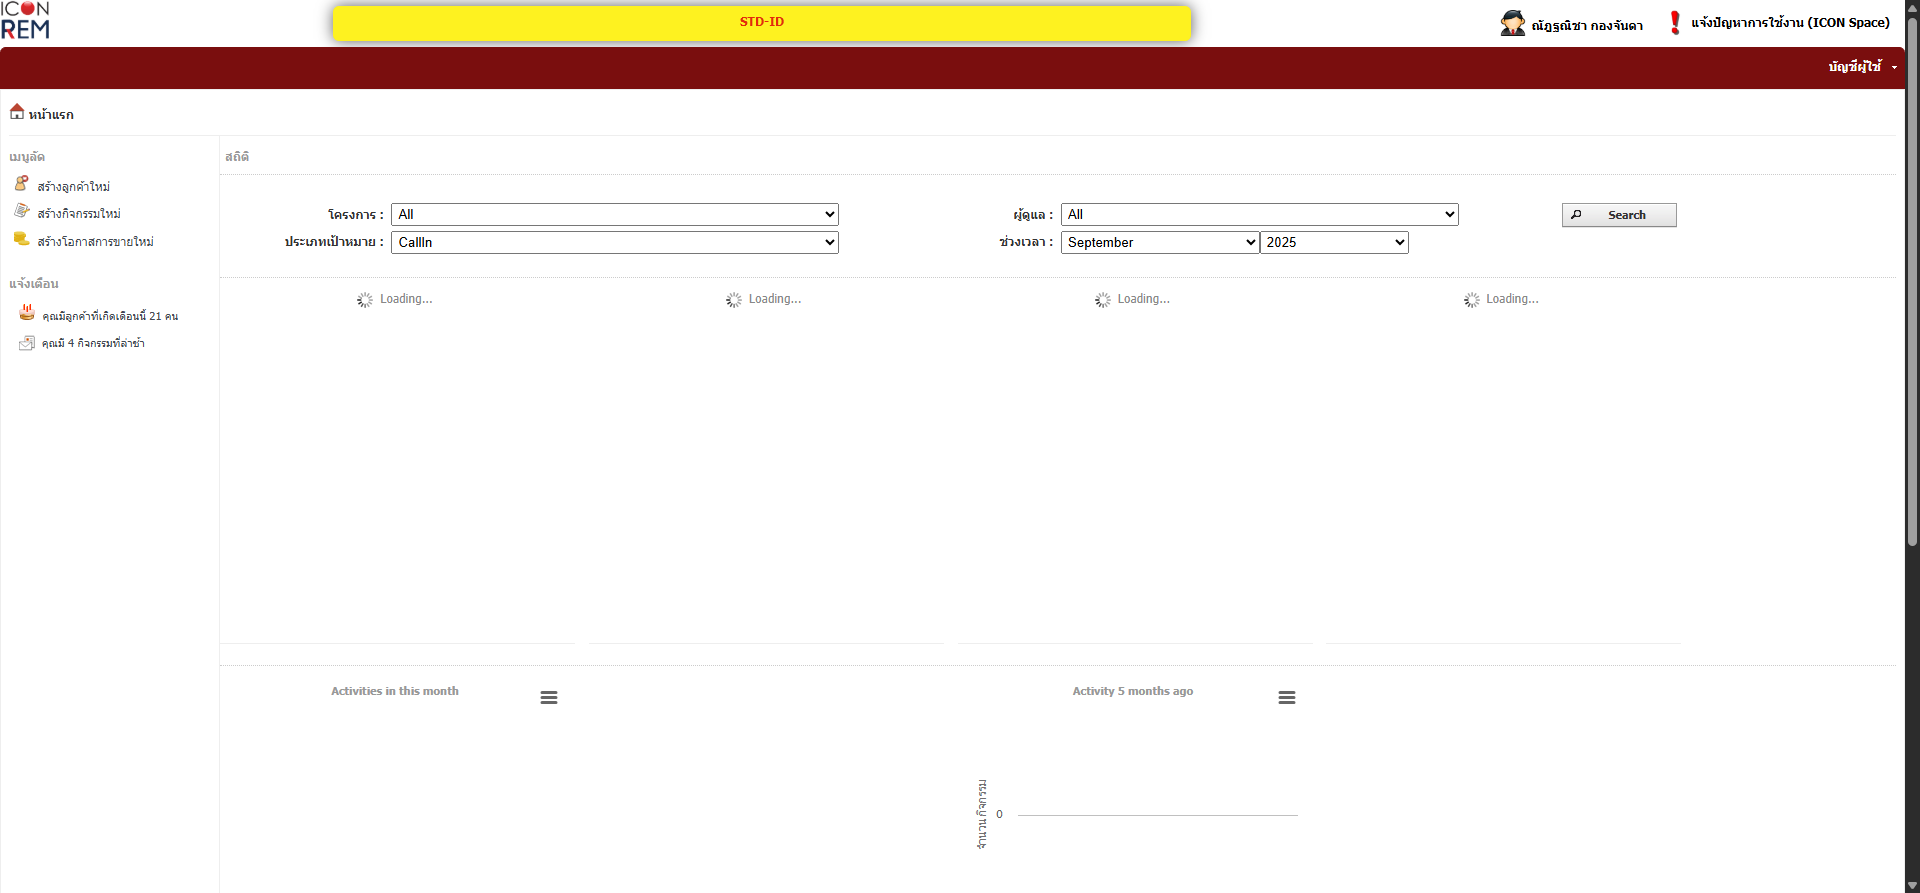 ICON
REM
STD-ID
ณัฏฐณิชา กองจันดา
แจ้งปัญหาการใช้งาน (ICON Space)
บัญชีผู้ใช้
หน้าแรก
เมนูลัด
สร้างลูกค้าใหม่
สร้างกิจกรรมใหม่
สร้างโอกาสการขายใหม่
แจ้งเตือน
คุณมีลูกค้าที่เกิดเดือนนี้ 21 คน
คุณมี 4 กิจกรรมที่ล่าช้า
สถิติ
โครงการ : All
ผู้ดูแล : All
Search
ประเภทเป้าหมาย : CallIn
ช่วงเวลา : September 2025
Loading...
Loading...
Loading...
Loading...
Activities in this month
Activity 5 months ago
จำนวน กิจกรรม
0